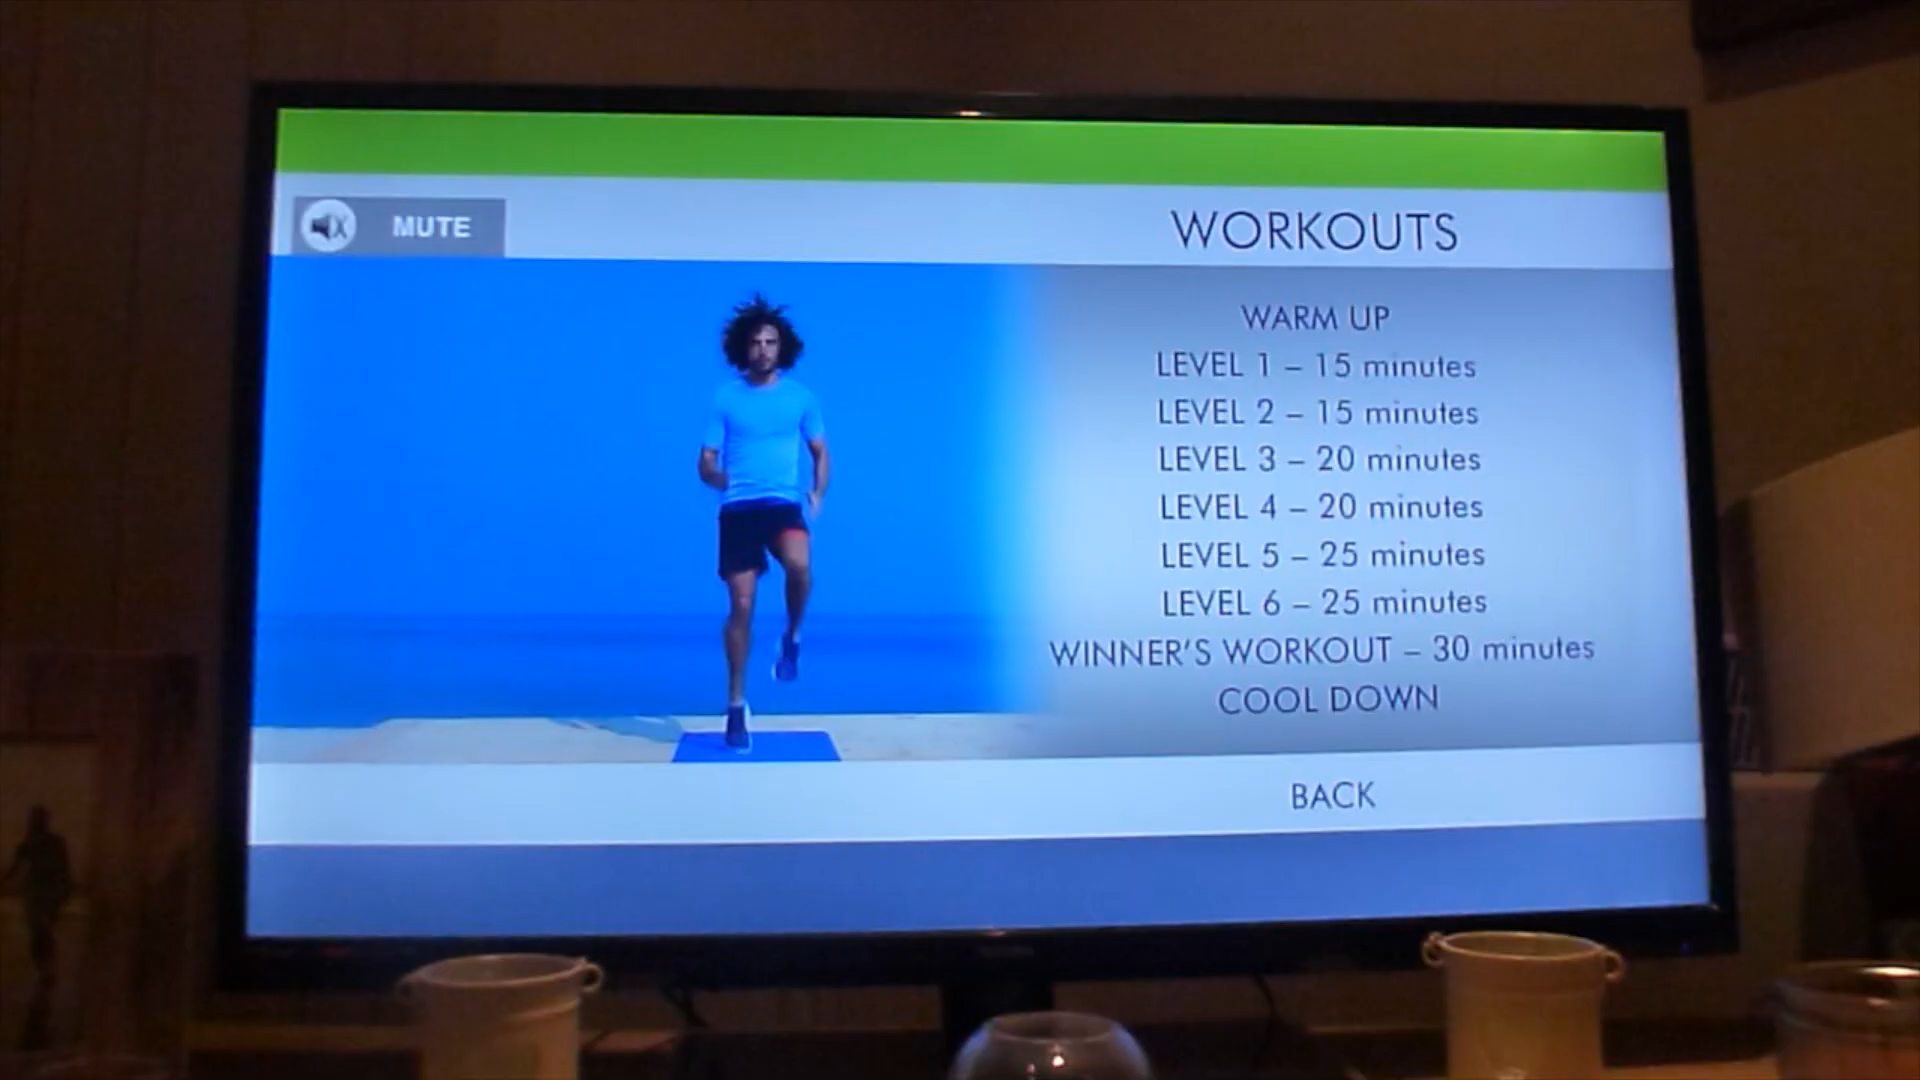 MUTE
WORKOUTS
WARM UP
LEVEL 1 – 15 minutes
LEVEL 2 – 15 minutes
LEVEL 3 – 20 minutes
LEVEL 4 – 20 minutes
LEVEL 5 – 25 minutes
LEVEL 6 – 25 minutes
WINNER'S WORKOUT – 30 minutes
COOL DOWN
BACK